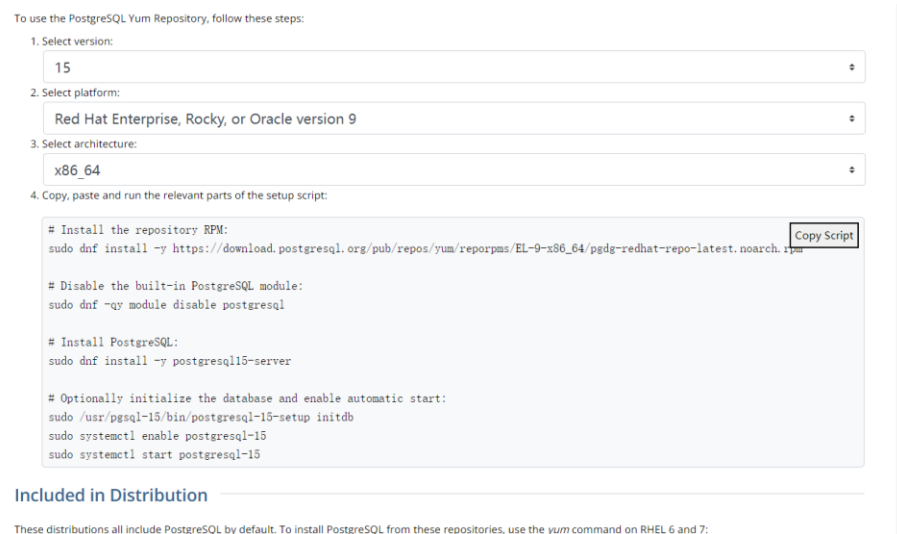 To use the PostgreSQL Yum Repository, follow these steps:
1. Select version:
15
2. Select platform:
Red Hat Enterprise, Rocky, or Oracle version 9
3. Select architecture:
x86_64
4. Copy, paste and run the relevant parts of the setup script:
Copy Script
# Install the repository RPM:
sudo dnf install -y https://download.postgresql.org/pub/repos/yum/reporpms/EL-9-x86_64/pgdg-redhat-repo-latest.noarch.rpm
# Disable the built-in PostgreSQL module:
sudo dnf -qy module disable postgresql
# Install PostgreSQL:
sudo dnf install -y postgresql15-server
# Optionally initialize the database and enable automatic start:
sudo /usr/pgsql-15/bin/postgresql-15-setup initdb
sudo systemctl enable postgresql-15
sudo systemctl start postgresql-15
Included in Distribution
These distributions all include PostgreSQL by default. To install PostgreSQL from these repositories, use the yum command on RHEL 6 and 7: